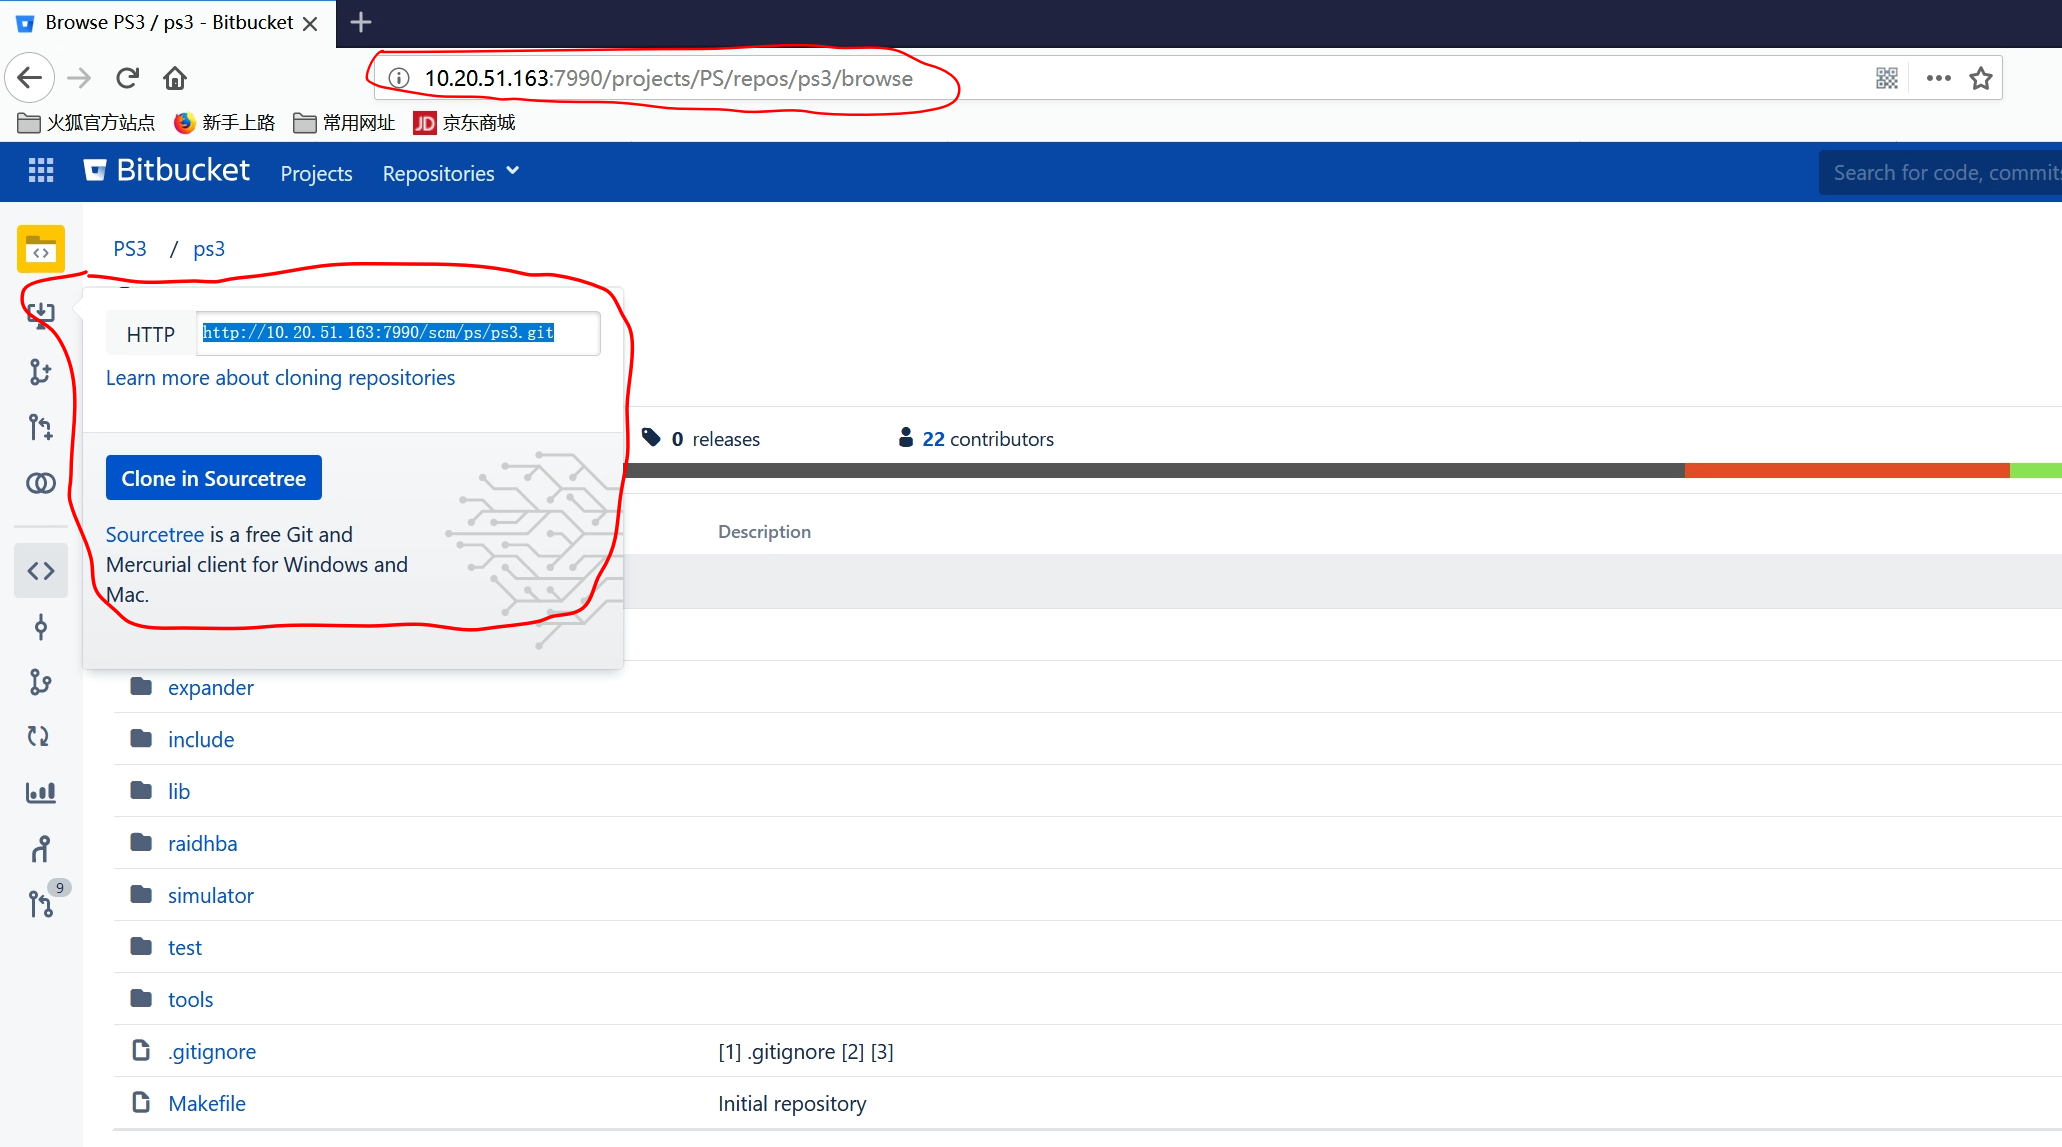 Browse PS3 / ps3 - Bitbucket
10.20.51.163:7990/projects/PS/repos/ps3/browse
火狐官方站点 新手上路 常用网址 JD 京东商城
Bitbucket Projects Repositories Search for code, commits
PS3 / ps3
HTTP http://10.20.51.163:7990/scm/ps/ps3.git
Learn more about cloning repositories
0 releases 22 contributors
Clone in Sourcetree
Description
Sourcetree is a free Git and
Mercurial client for Windows and
Mac.
expander
include
lib
raidhba
simulator
9
test
tools
.gitignore [1] .gitignore [2] [3]
Makefile Initial repository